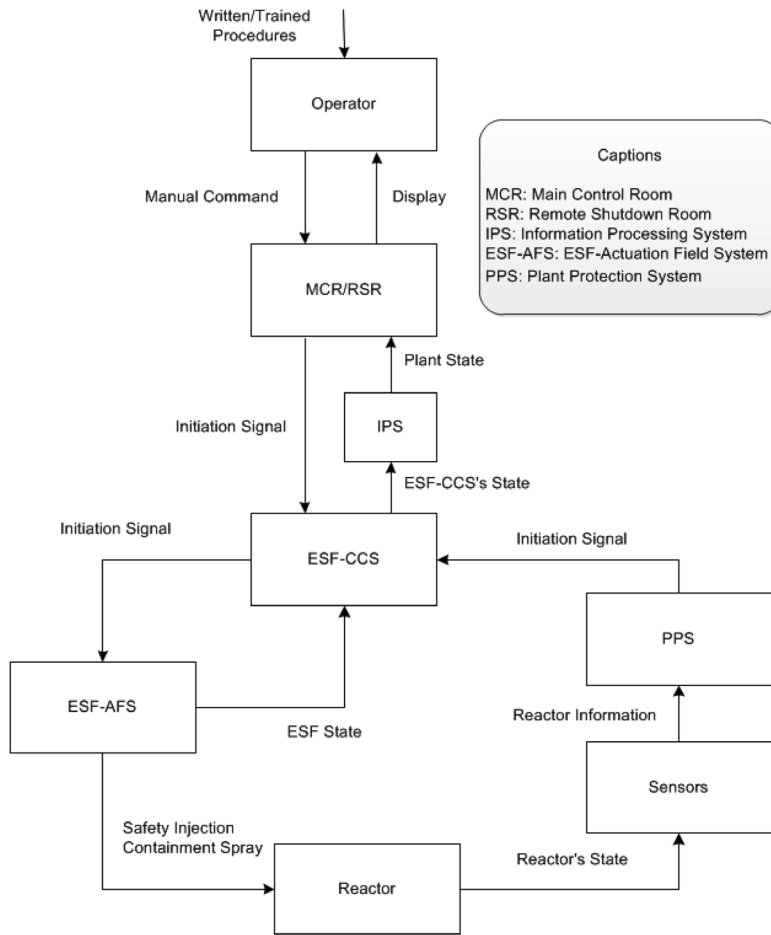 Written/Trained
Procedures
Operator
Manual Command
Display
Captions
MCR: Main Control Room
RSR: Remote Shutdown Room
IPS: Information Processing System
ESF-AFS: ESF-Actuation Field System
PPS: Plant Protection System
MCR/RSR
Plant State
Initiation Signal
IPS
ESF-CCS's State
Initiation Signal
ESF-CCS
Initiation Signal
PPS
ESF-AFS
ESF State
Reactor Information
Sensors
Safety Injection
Containment Spray
Reactor
Reactor's State